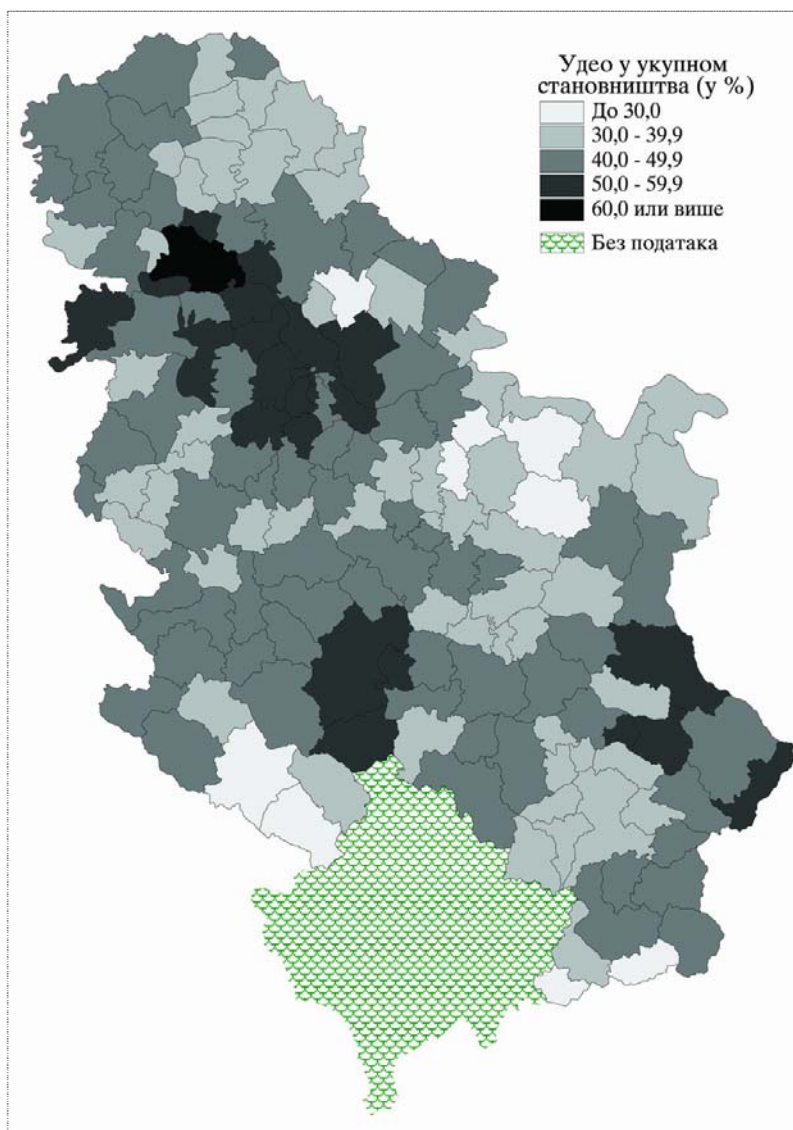 Удео у укупном
становништва (у %)
До 30,0
30,0 - 39,9
40,0 - 49,9
50,0 - 59,9
60,0 или више
Без података